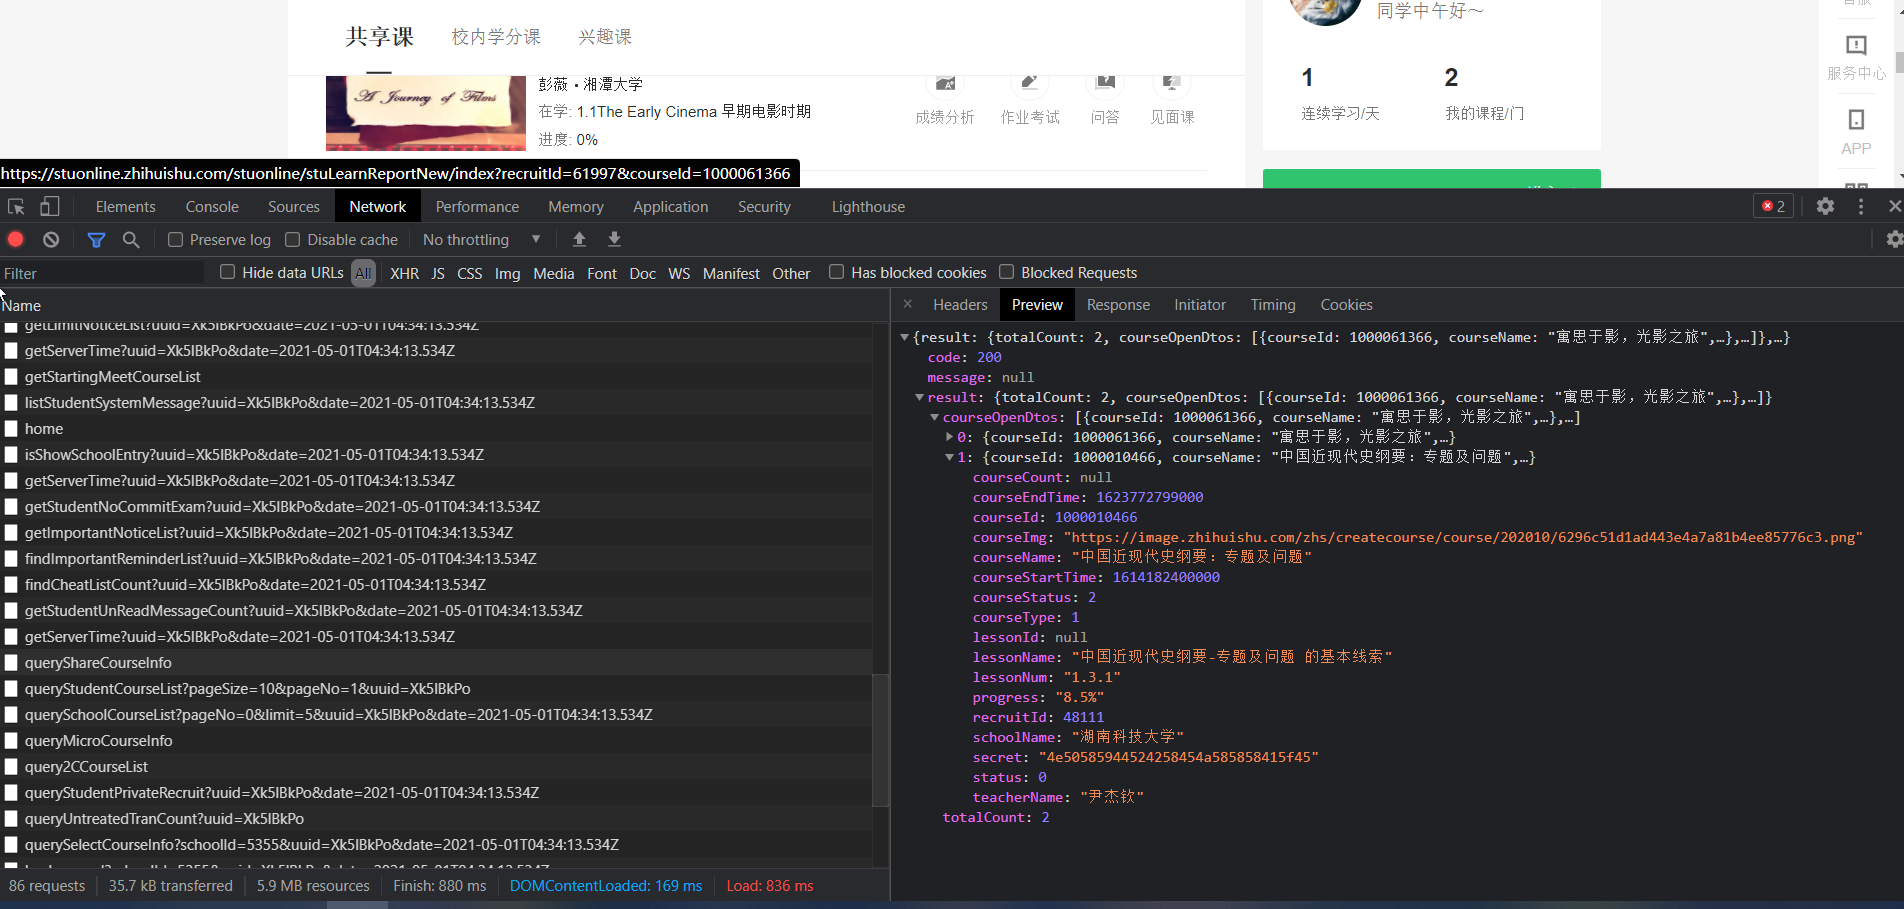 共享课
校内学分课
兴趣课
同学中午好～
服务中心
1
2
连续学习/天
我的课程/门
APP
A Journey of Films
彭薇・湘潭大学
在学: 1.1The Early Cinema 早期电影时期
进度: 0%
成绩分析
作业考试
问答
见面课
https://stuonline.zhihuishu.com/stuonline/stuLearnReportNew/index?recruitId=61997&courseId=1000061366
Elements Console Sources Network Performance Memory Application Security Lighthouse 2
Preserve log Disable cache No throttling
Filter Hide data URLs All XHR JS CSS Img Media Font Doc WS Manifest Other Has blocked cookies Blocked Requests
Name
getLimitNoticeList?uuid=Xk5lBkPo&date=2021-05-01T04:34:13.534Z
getServerTime?uuid=Xk5lBkPo&date=2021-05-01T04:34:13.534Z
getStartingMeetCourseList
listStudentSystemMessage?uuid=Xk5lBkPo&date=2021-05-01T04:34:13.534Z
home
isShowSchoolEntry?uuid=Xk5lBkPo&date=2021-05-01T04:34:13.534Z
getServerTime?uuid=Xk5lBkPo&date=2021-05-01T04:34:13.534Z
getStudentNoCommitExam?uuid=Xk5lBkPo&date=2021-05-01T04:34:13.534Z
getImportantNoticeList?uuid=Xk5lBkPo&date=2021-05-01T04:34:13.534Z
findImportantReminderList?uuid=Xk5lBkPo&date=2021-05-01T04:34:13.534Z
findCheatListCount?uuid=Xk5lBkPo&date=2021-05-01T04:34:13.534Z
getStudentUnReadMessageCount?uuid=Xk5lBkPo&date=2021-05-01T04:34:13.534Z
getServerTime?uuid=Xk5lBkPo&date=2021-05-01T04:34:13.534Z
queryShareCourseInfo
queryStudentCourseList?pageSize=10&pageNo=1&uuid=Xk5lBkPo
querySchoolCourseList?pageNo=0&limit=5&uuid=Xk5lBkPo&date=2021-05-01T04:34:13.534Z
queryMicroCourseInfo
query2CCourseList
queryStudentPrivateRecruit?uuid=Xk5lBkPo&date=2021-05-01T04:34:13.534Z
queryUntreatedTranCount?uuid=Xk5lBkPo
querySelectCourseInfo?schoolId=5355&uuid=Xk5lBkPo&date=2021-05-01T04:34:13.534Z
86 requests 35.7 kB transferred 5.9 MB resources Finish: 880 ms DOMContentLoaded: 169 ms Load: 836 ms
Headers Preview Response Initiator Timing Cookies
{result: {totalCount: 2, courseOpenDtos: [{courseId: 1000061366, courseName: "寓思于影，光影之旅",…},…]},…}
code: 200
message: null
result: {totalCount: 2, courseOpenDtos: [{courseId: 1000061366, courseName: "寓思于影，光影之旅",…},…]}
courseOpenDtos: [{courseId: 1000061366, courseName: "寓思于影，光影之旅",…},…]
0: {courseId: 1000061366, courseName: "寓思于影，光影之旅",…}
1: {courseId: 1000010466, courseName: "中国近现代史纲要：专题及问题",…}
courseCount: null
courseEndTime: 1623772799000
courseId: 1000010466
courseImg: "https://image.zhihuishu.com/zhs/createcourse/course/202010/6296c51d1ad443e4a7a81b4ee85776c3.png"
courseName: "中国近现代史纲要：专题及问题"
courseStartTime: 1614182400000
courseStatus: 2
courseType: 1
lessonId: null
lessonName: "中国近现代史纲要-专题及问题 的基本线索"
lessonNum: "1.3.1"
progress: "8.5%"
recruitId: 48111
schoolName: "湖南科技大学"
secret: "4e50585944524258454a585858415f45"
status: 0
teacherName: "尹杰钦"
totalCount: 2